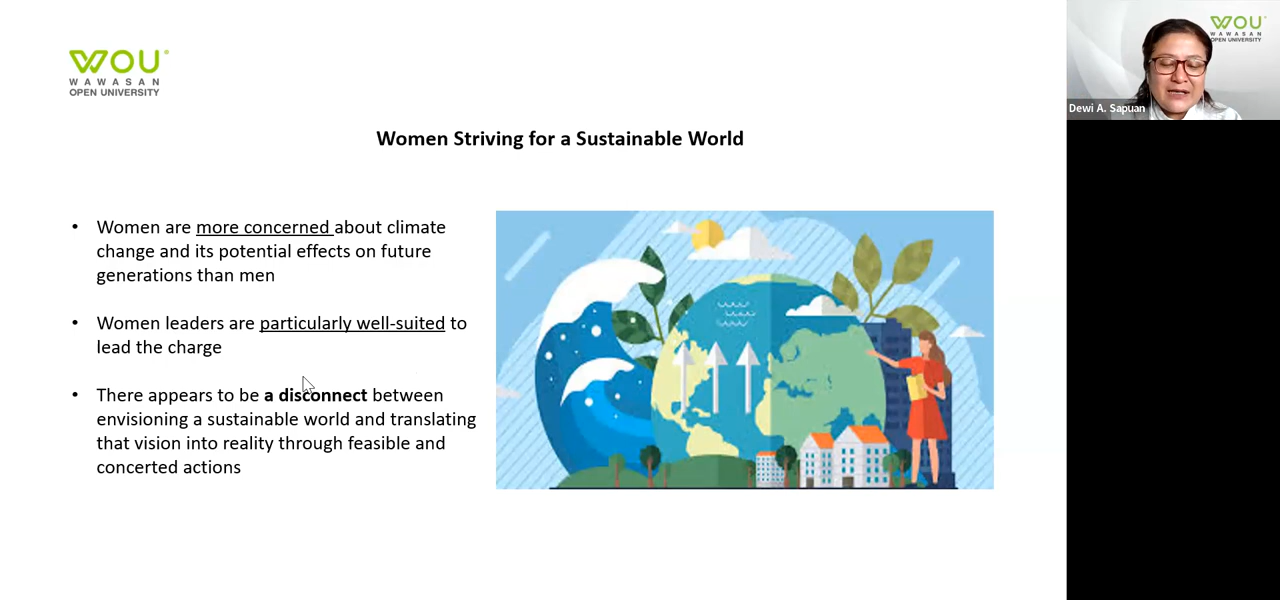 WOU
WAWASAN
OPEN UNIVERSITY
Women Striving for a Sustainable World
• Women are more concerned about climate
change and its potential effects on future
generations than men
• Women leaders are particularly well-suited to
lead the charge
• There appears to be a disconnect between
envisioning a sustainable world and translating
that vision into reality through feasible and
concerted actions
WOU
WAWASAN
OPEN UNIVERSITY
Dewi A. Sapuan